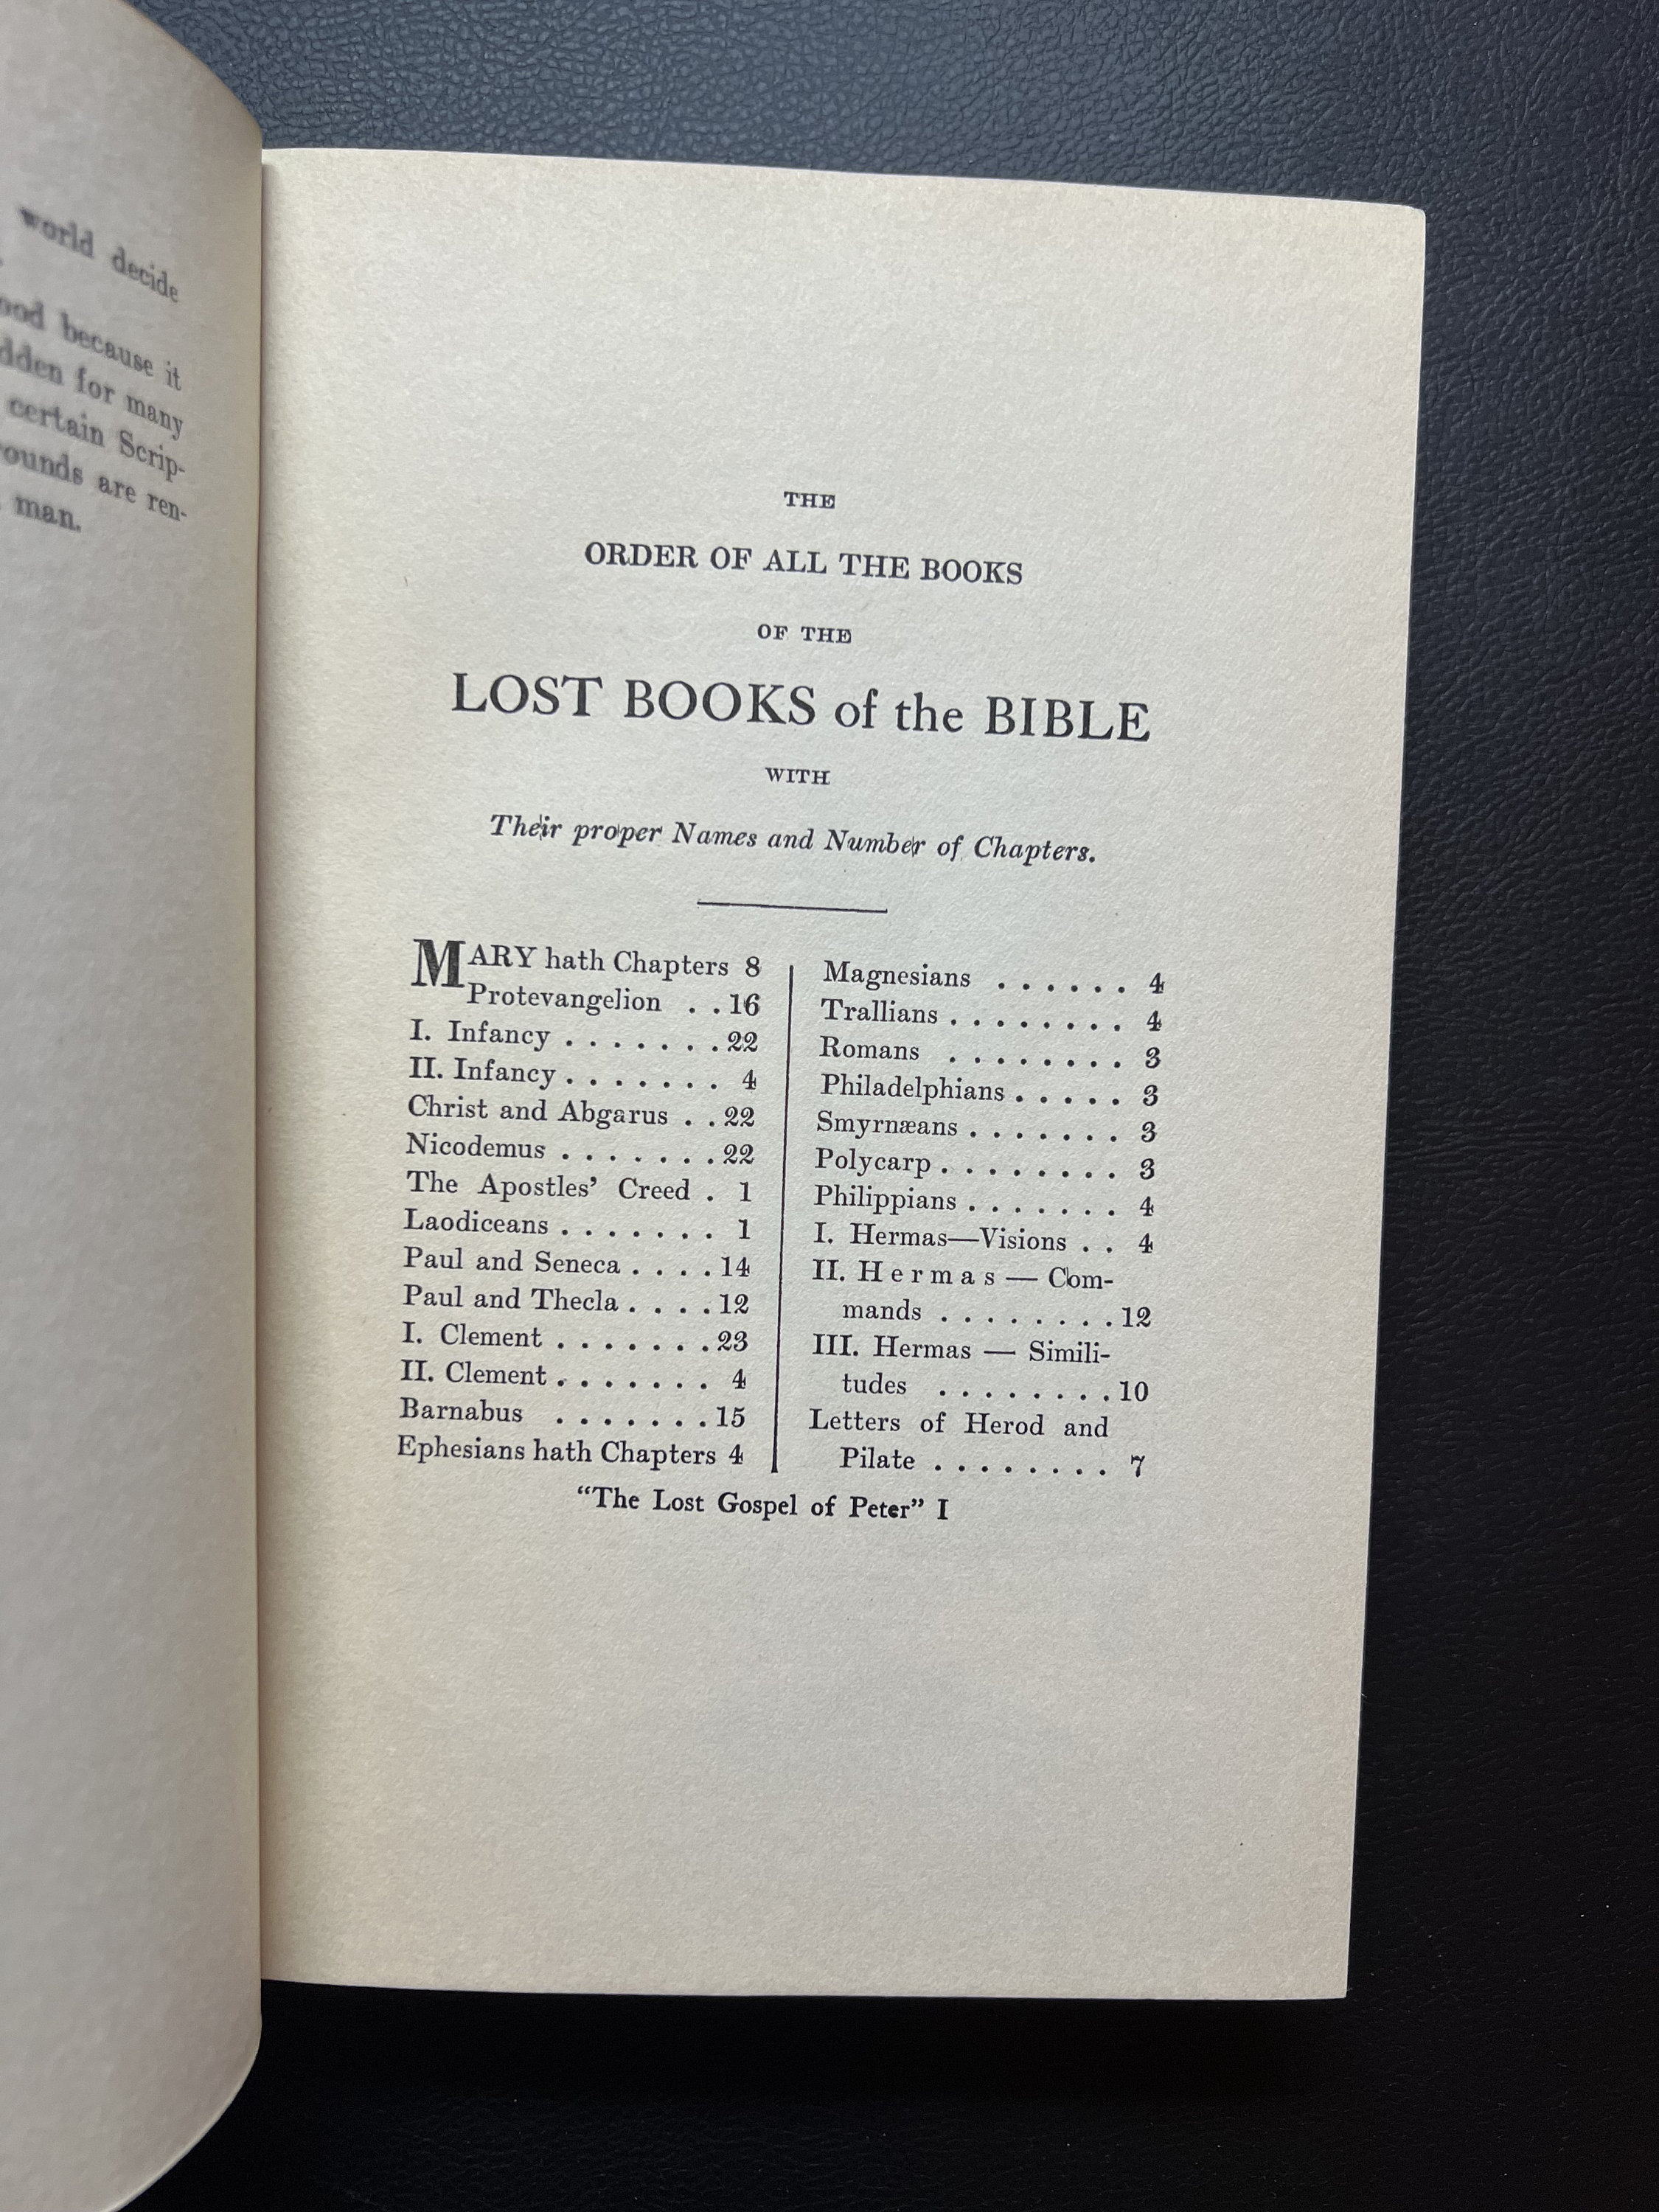 world decide
because it
for many
certain Scrip-
are ren-
man.
THE
ORDER OF ALL THE BOOKS
OF THE
LOST BOOKS of the BIBLE
WITH
Their proper Names and Number of Chapters.
MARY hath Chapters 8
Protevangelion . . 16
I. Infancy . . . . . . . 22
II. Infancy . . . . . . . 4
Christ and Abgarus . . 22
Nicodemus . . . . . . . 22
The Apostles' Creed . 1
Laodiceans . . . . . . . 1
Paul and Seneca . . . . 14
Paul and Thecla . . . . 12
I. Clement . . . . . . . 23
II. Clement . . . . . . . 4
Barnabus . . . . . . . 15
Ephesians hath Chapters 4
Magnesians . . . . . . 4
Trallians . . . . . . . . 4
Romans . . . . . . . . 3
Philadelphians . . . . . 3
Smyrnæans . . . . . . . 3
Polycarp . . . . . . . . 3
Philippians . . . . . . . 4
I. Hermas—Visions . . 4
II. Hermas — Com-
mands . . . . . . . . 12
III. Hermas — Simili-
tudes . . . . . . . . 10
Letters of Herod and
Pilate . . . . . . . . 7
"The Lost Gospel of Peter" I